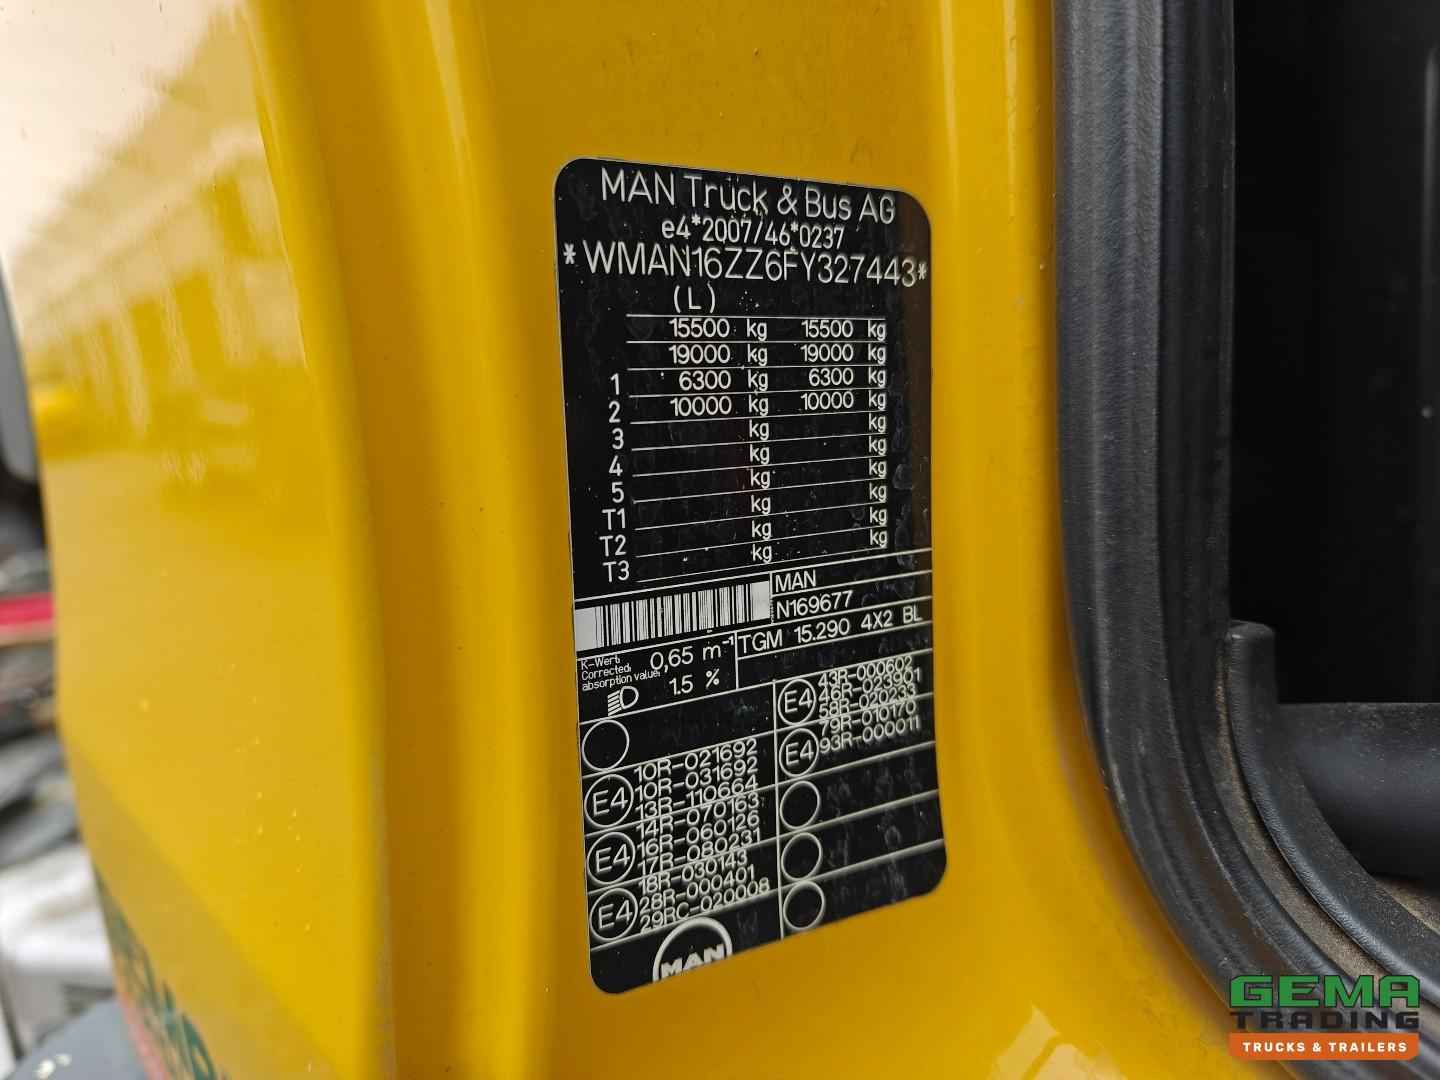 MAN Truck & Bus AG
e4*2007/46*0237
*WMAN16ZZ6FY327443*
(L)
15500 kg 15500 kg
19000 kg 19000 kg
1 6300 kg 6300 kg
2 10000 kg 10000 kg
3 kg kg
4 kg kg
5 kg kg
T1 kg kg
T2 kg kg
T3 kg kg
MAN
N169677
TGM 15.290 4X2 BL
K-Wert,
Corrected,
absorption value,
0,65 m-1
1.5 %
10R-021692
E4 10R-031692
13R-110664
14R-070163
E4 16R-060126
17R-080231
18R-030143
E4 28R-000401
29RC-020008
43R-000602
E4 46R-023901
58R-020233
79R-010170
E4 93R-000011
MAN
GEMA
TRADING
TRUCKS & TRAILERS